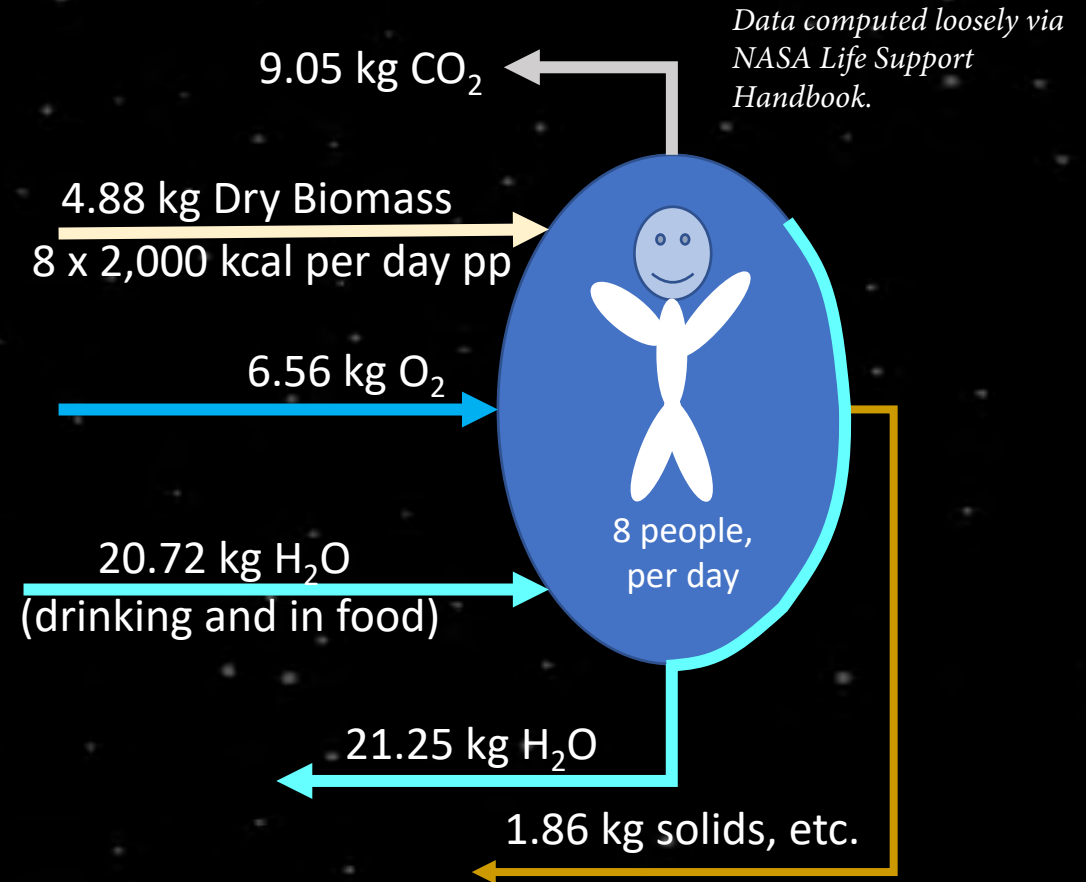 Data computed loosely via
NASA Life Support
Handbook.
9.05 kg CO₂
4.88 kg Dry Biomass
8 x 2,000 kcal per day pp
6.56 kg O₂
20.72 kg H₂O
(drinking and in food)
8 people,
per day
21.25 kg H₂O
1.86 kg solids, etc.